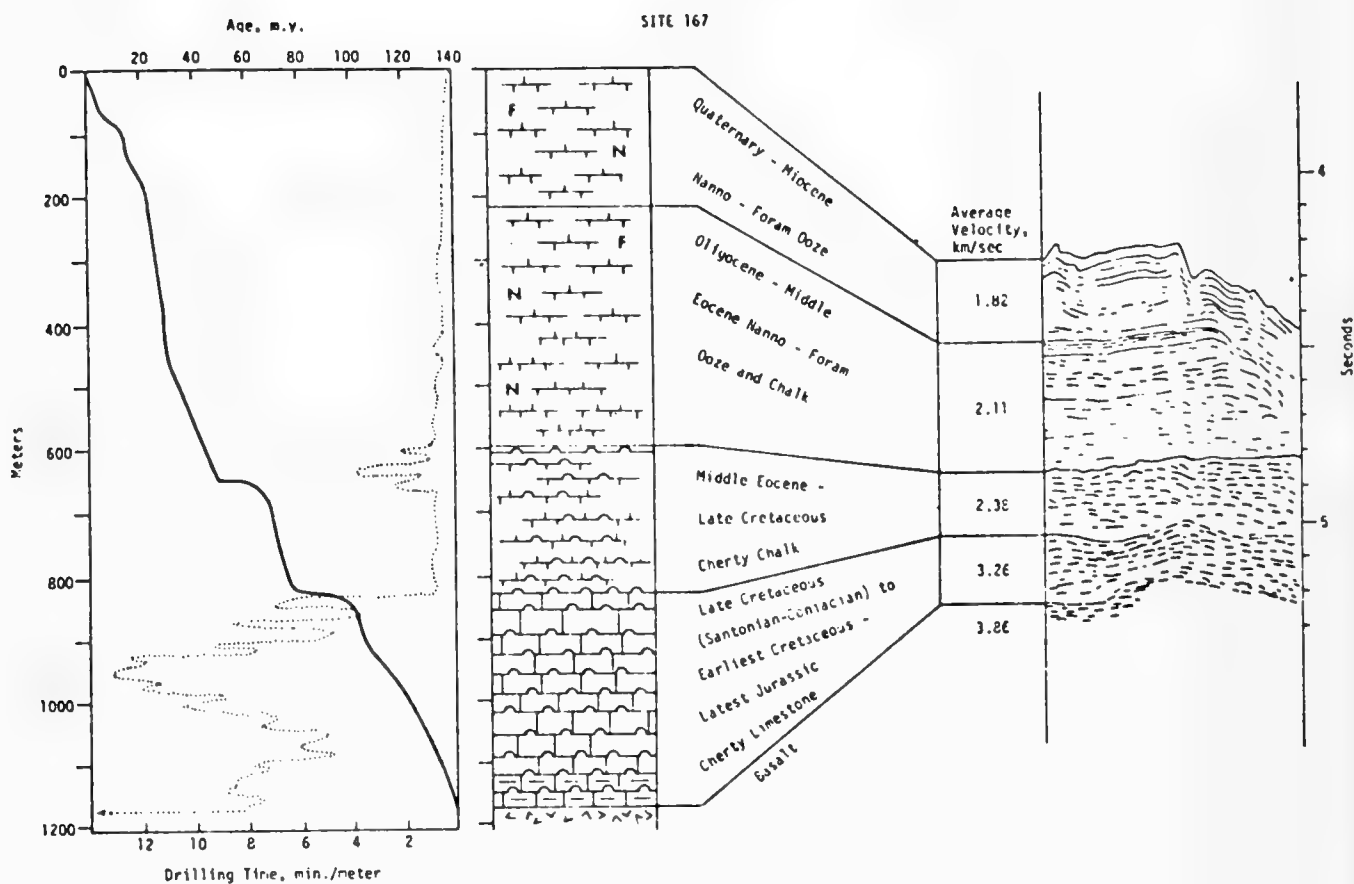 SITE 167
Age, m.y.
20 40 60 80 100 120 140
0
200
400
600
800
1000
1200
Meters
12 10 8 6 4 2
Drilling Time, min./meter
F
N
F
N
N
Quaternary - Miocene
Nanno - Foram Ooze
Oliyocene - Middle
Eocene Nanno - Foram
Ooze and Chalk
Middle Eocene -
Late Cretaceous
Cherty Chalk
Late Cretaceous
(Santonian-Coniacian) to
Earliest Cretaceous -
Latest Jurassic
Cherty Limestone
Basalt
Average
Velocity,
km/sec
1.82
2.11
2.38
3.26
3.86
4
5
Seconds